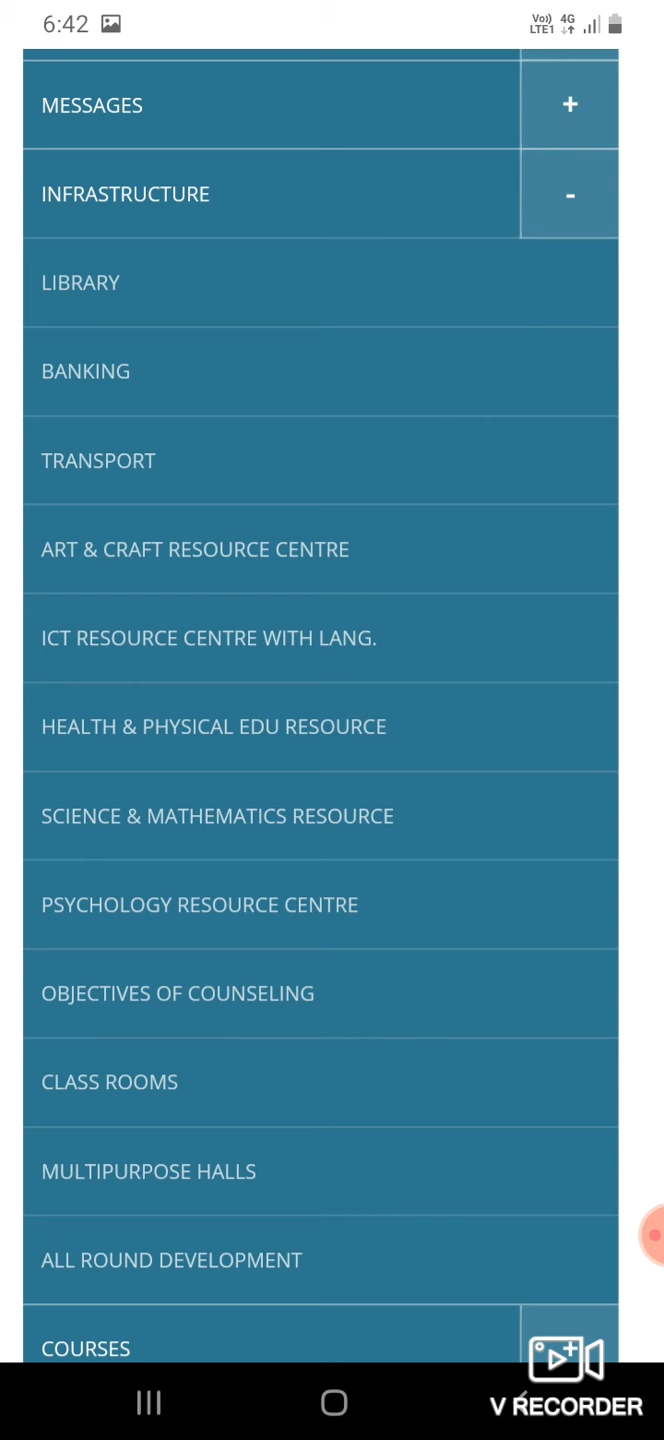 6:42
Vo)) 4G
LTE1
MESSAGES
+
INFRASTRUCTURE
-
LIBRARY
BANKING
TRANSPORT
ART & CRAFT RESOURCE CENTRE
ICT RESOURCE CENTRE WITH LANG.
HEALTH & PHYSICAL EDU RESOURCE
SCIENCE & MATHEMATICS RESOURCE
PSYCHOLOGY RESOURCE CENTRE
OBJECTIVES OF COUNSELING
CLASS ROOMS
MULTIPURPOSE HALLS
ALL ROUND DEVELOPMENT
COURSES
V RECORDER